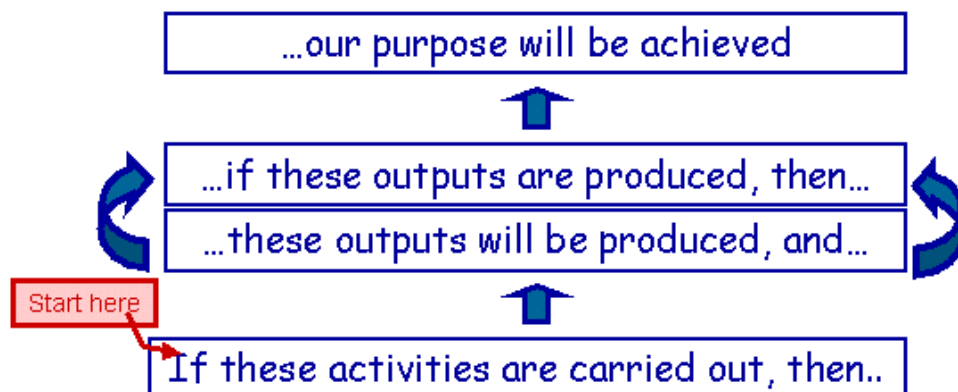 …our purpose will be achieved
…if these outputs are produced, then…
…these outputs will be produced, and…
Start here
If these activities are carried out, then..